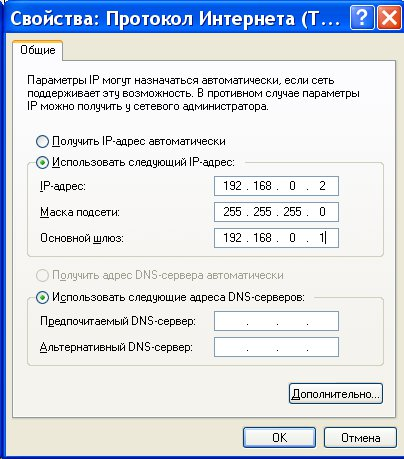 Свойства: Протокол Интернета (T...
Общие
Параметры IP могут назначаться автоматически, если сеть
поддерживает эту возможность. В противном случае параметры
IP можно получить у сетевого администратора.
Получить IP-адрес автоматически
Использовать следующий IP-адрес:
IP-адрес: 192 . 168 . 0 . 2
Маска подсети: 255 . 255 . 255 . 0
Основной шлюз: 192 . 168 . 0 . 1
Получить адрес DNS-сервера автоматически
Использовать следующие адреса DNS-серверов:
Предпочитаемый DNS-сервер: . . .
Альтернативный DNS-сервер: . . .
Дополнительно...
OK Отмена